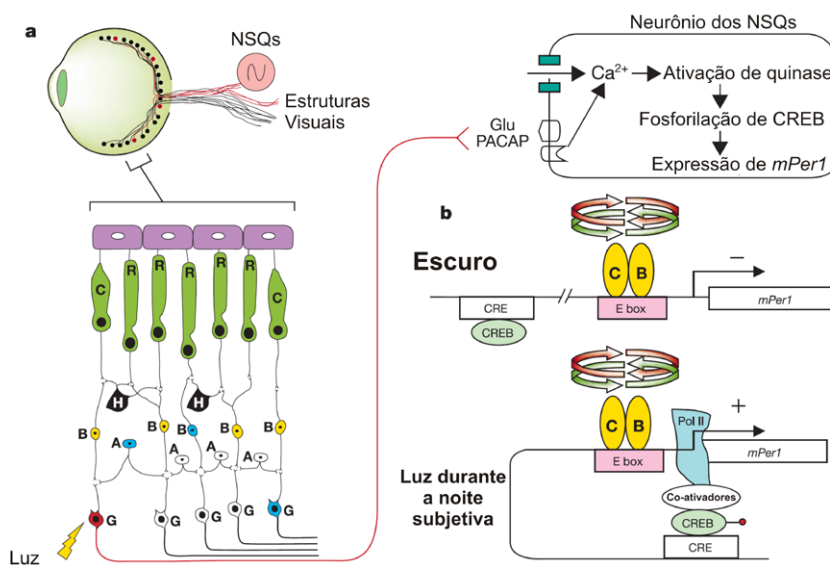 a
NSQs
Estruturas
Visuais
R R R R
C C
H H
B B B B
A A A A
G G G G G
Luz
Neurônio dos NSQs
Ca2+ Ativação de quinase
Glu
PACAP
Fosforilação de CREB
Expressão de mPer1
b
Escuro
C B
–
CRE
CREB
E box
mPer1
C B
Pol II
+
E box
mPer1
Luz durante
a noite
subjetiva
Co-ativadores
CREB
CRE